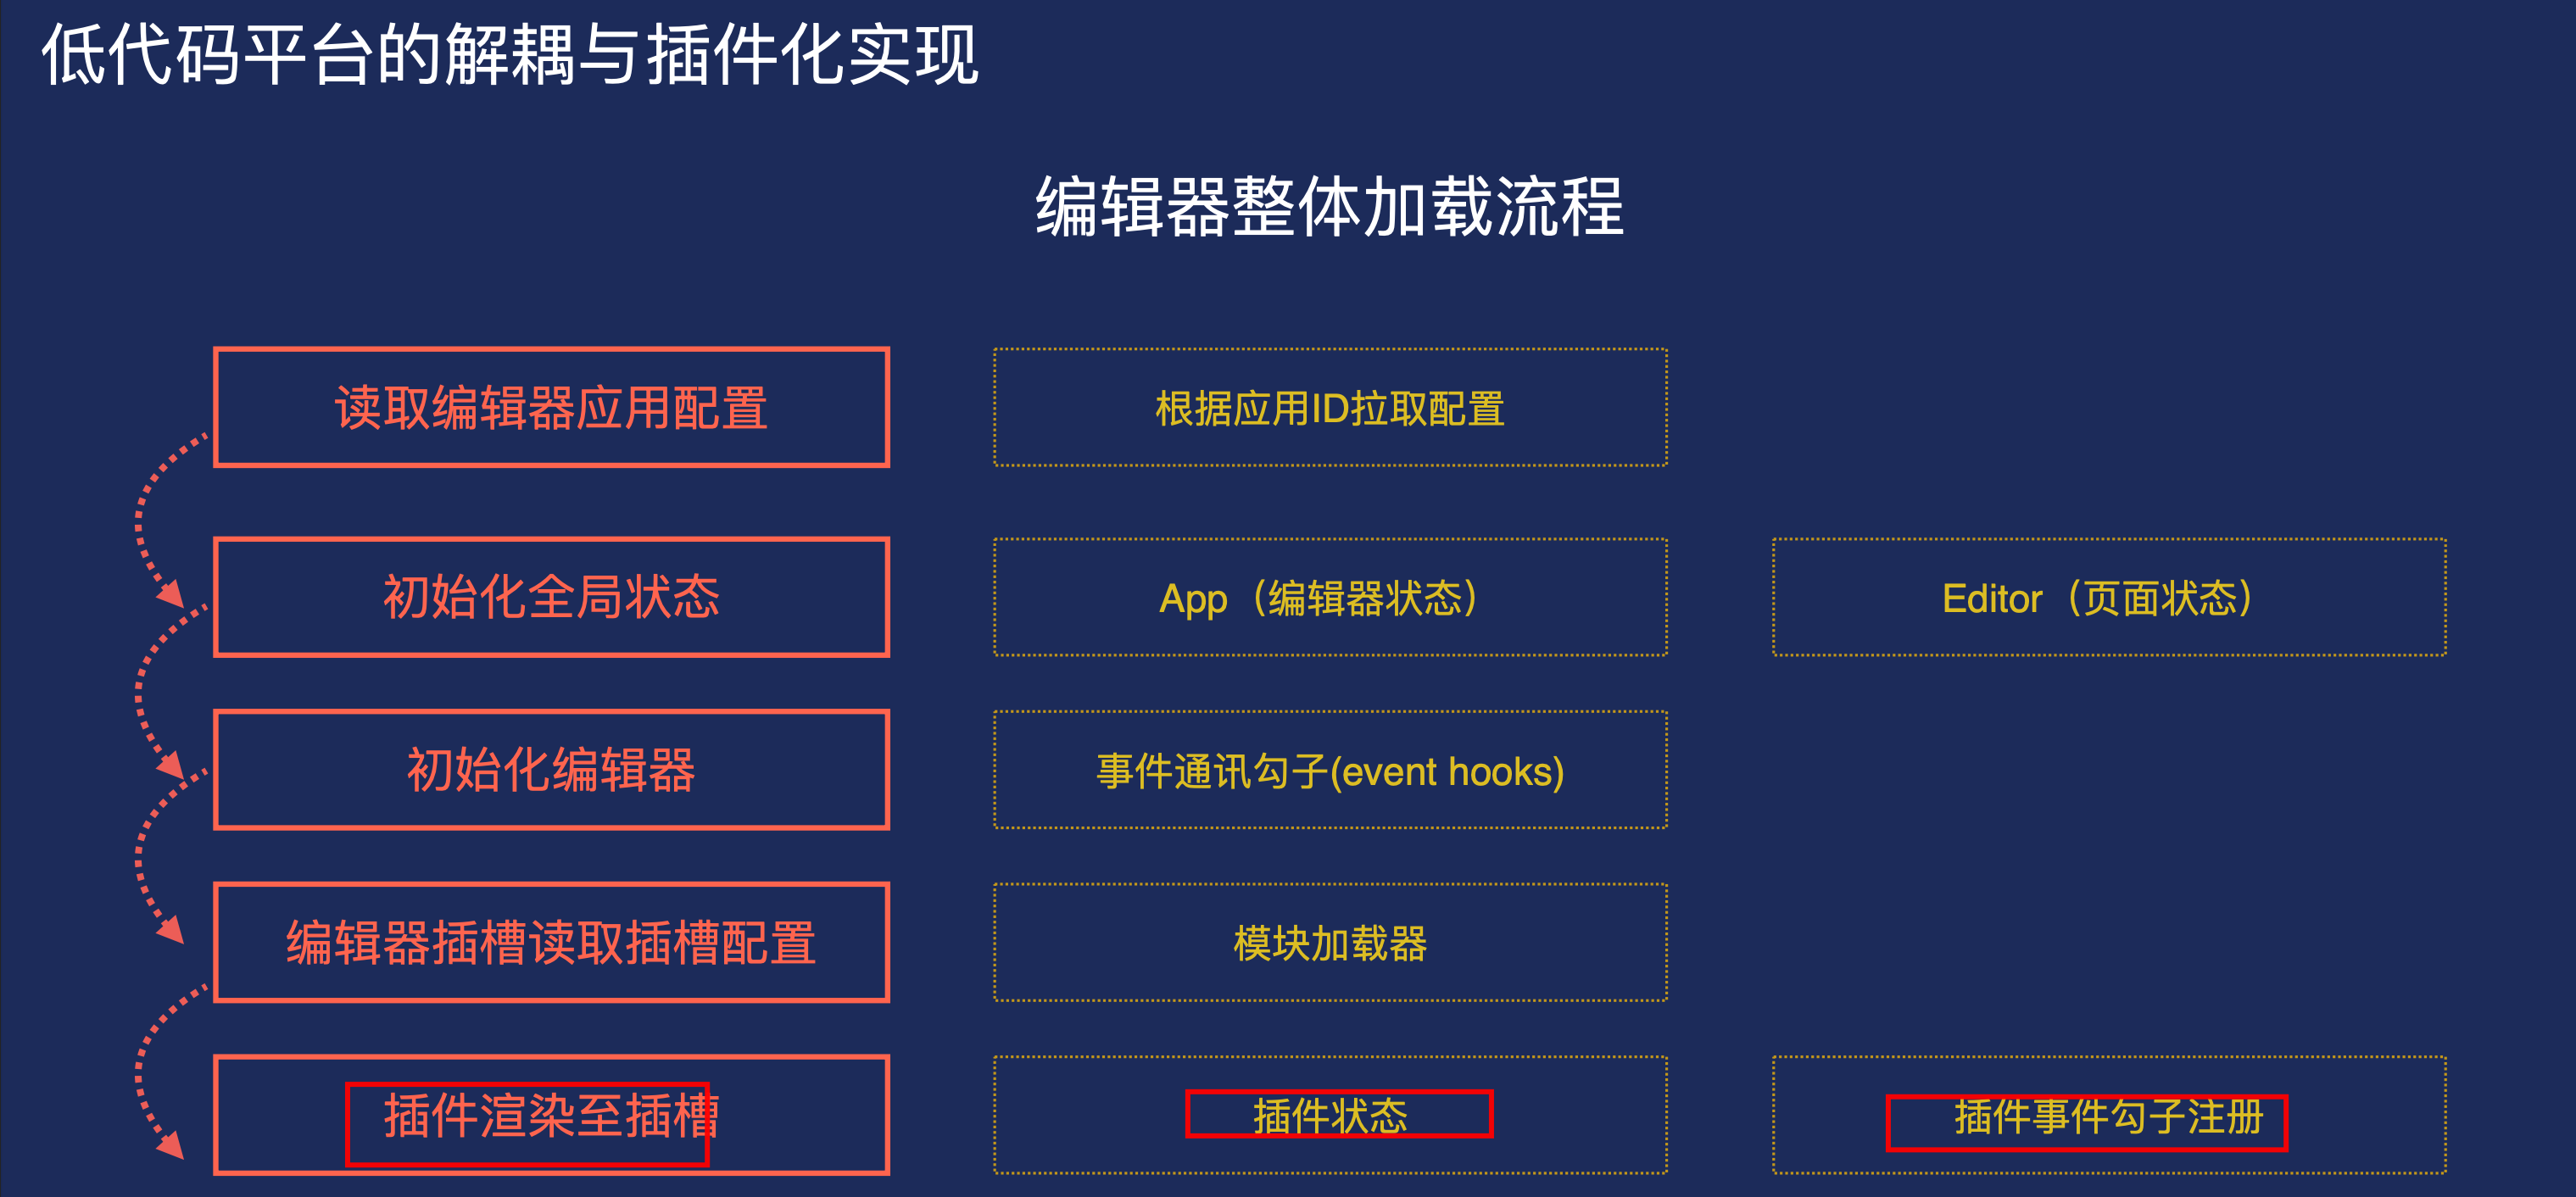 低代码平台的解耦与插件化实现
编辑器整体加载流程
读取编辑器应用配置
根据应用ID拉取配置
初始化全局状态
App（编辑器状态）
Editor（页面状态）
初始化编辑器
事件通讯勾子(event hooks)
编辑器插槽读取插槽配置
模块加载器
插件渲染至插槽
插件状态
插件事件勾子注册